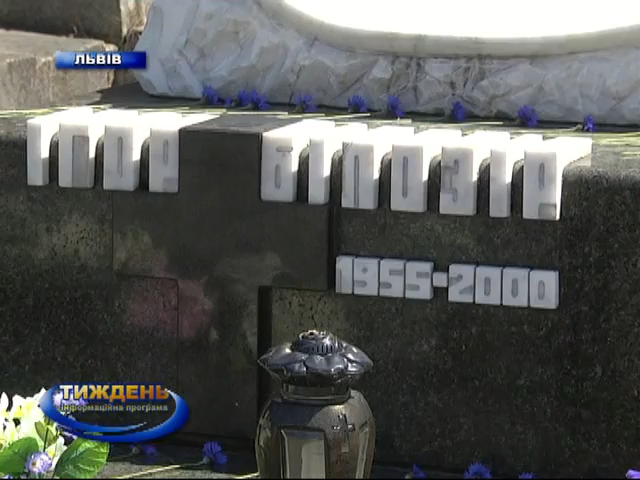 ЛЬВІВ
ІГОР БІЛОЗІР
1955-2000
ТИЖДЕНЬ
інформаційна програма